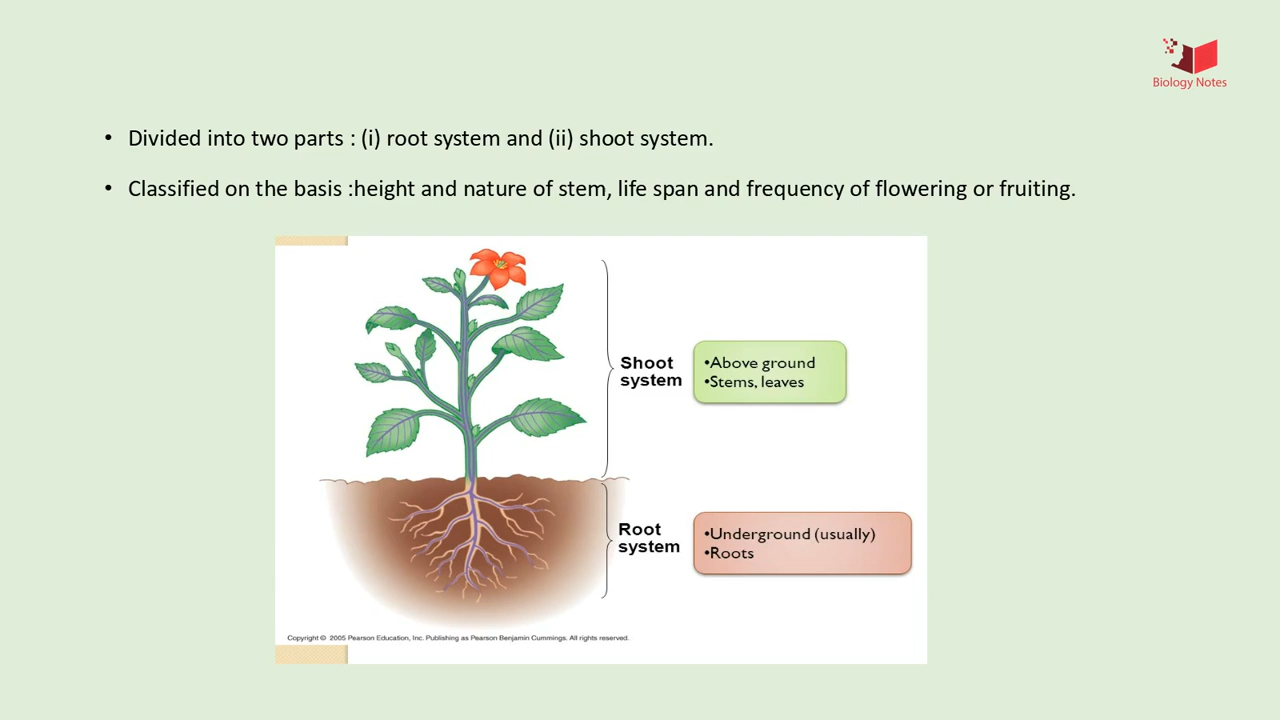 Biology Notes
• Divided into two parts : (i) root system and (ii) shoot system.
• Classified on the basis :height and nature of stem, life span and frequency of flowering or fruiting.
Shoot
system
•Above ground
•Stems, leaves
Root
system
•Underground (usually)
•Roots
Copyright © 2005 Pearson Education, Inc. Publishing as Pearson Benjamin Cummings. All rights reserved.